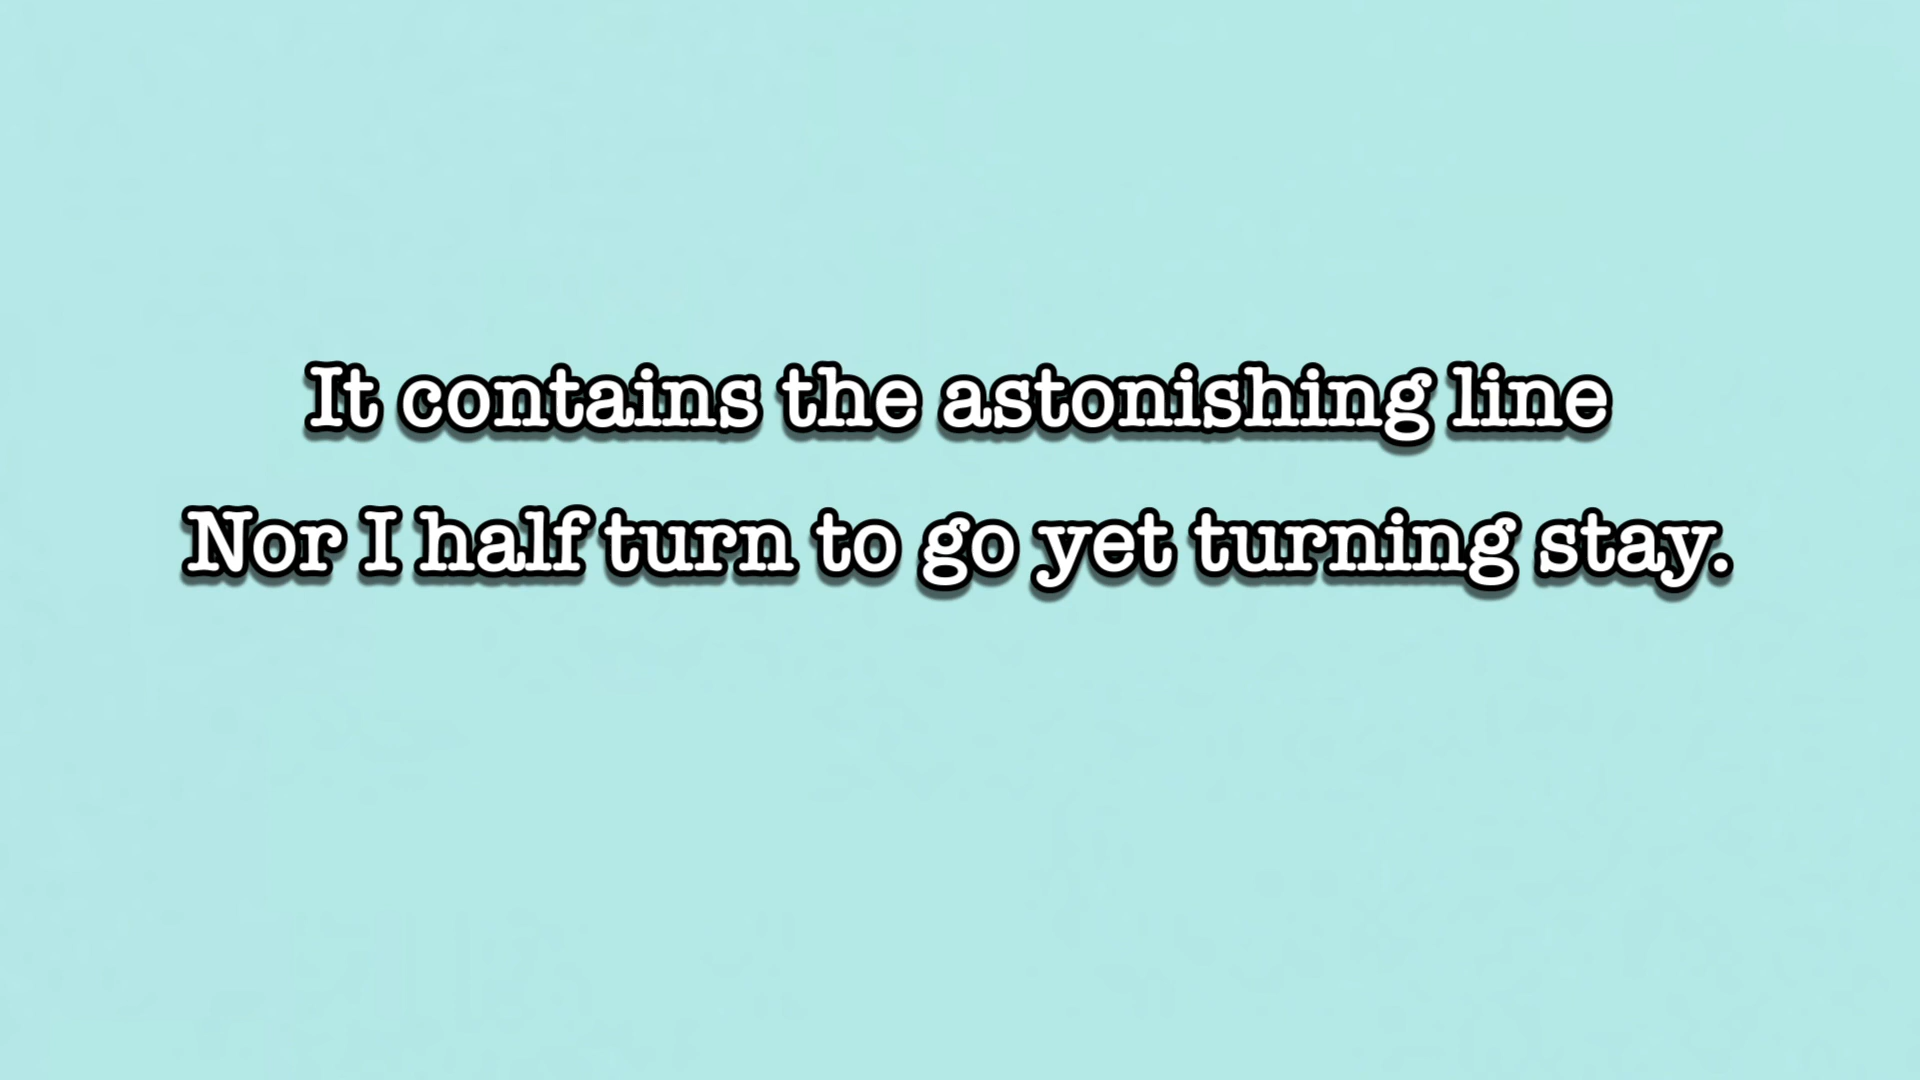 It contains the astonishing line
Nor I half turn to go yet turning stay.